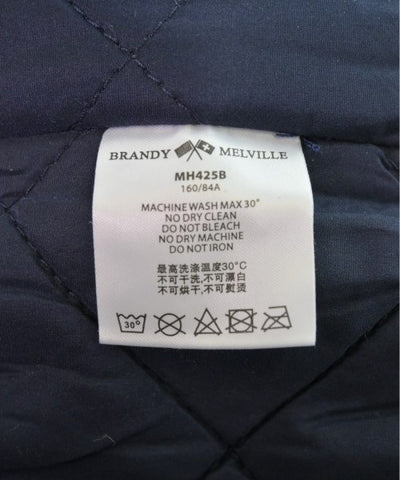 BRANDY MELVILLE
MH425B
160/84A
MACHINE WASH MAX 30°
NO DRY CLEAN
DO NOT BLEACH
NO DRY MACHINE
DO NOT IRON
最高洗涤温度30°C
不可干洗,不可漂白
不可烘干,不可熨烫
30°